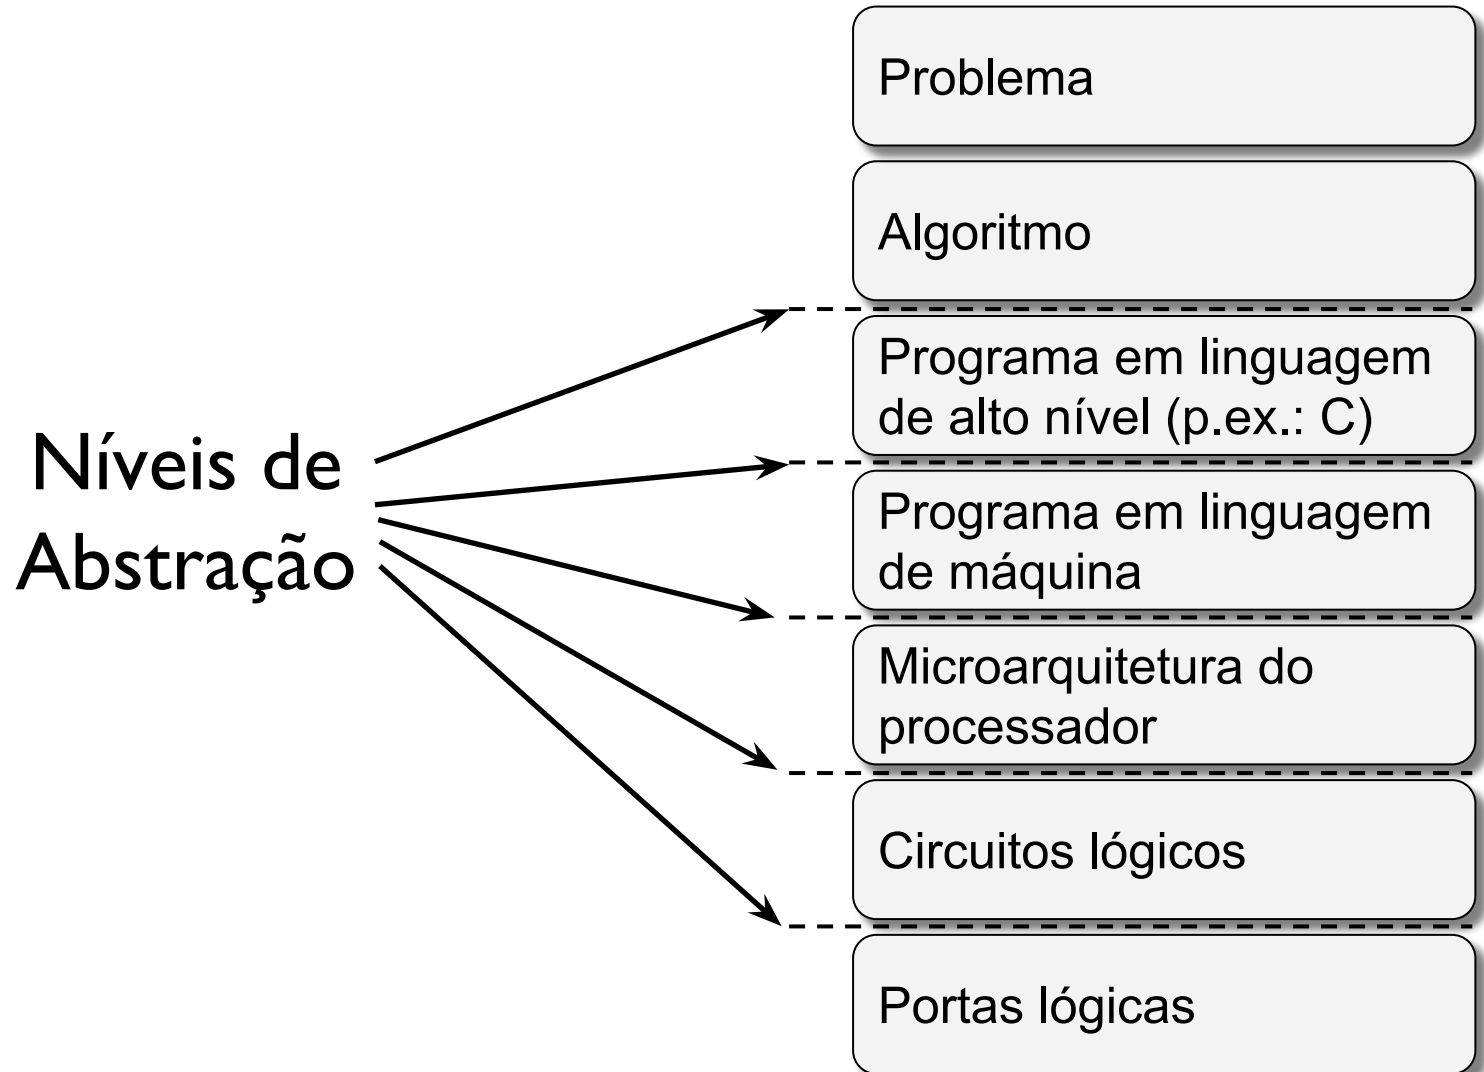 Problema
Algoritmo
Programa em linguagem
de alto nível (p.ex.: C)
Níveis de
Abstração
Programa em linguagem
de máquina
Microarquitetura do
processador
Circuitos lógicos
Portas lógicas